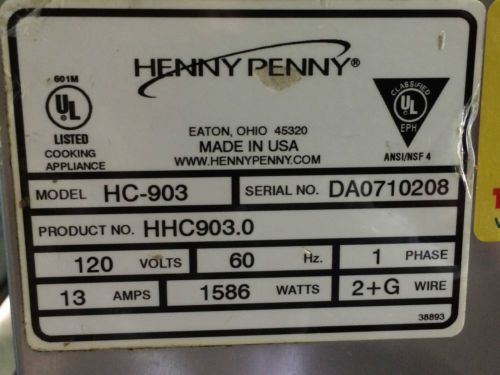 601M
UL
LISTED
COOKING
APPLIANCE
HENNY PENNY®
EATON, OHIO 45320
MADE IN USA
WWW.HENNYPENNY.COM
CLASSIFIED
UL
EPH
ANSI/NSF 4
MODEL HC-903 SERIAL NO. DA0710208
PRODUCT NO. HHC903.0
120 VOLTS 60 Hz. 1 PHASE
13 AMPS 1586 WATTS 2+G WIRE
38893